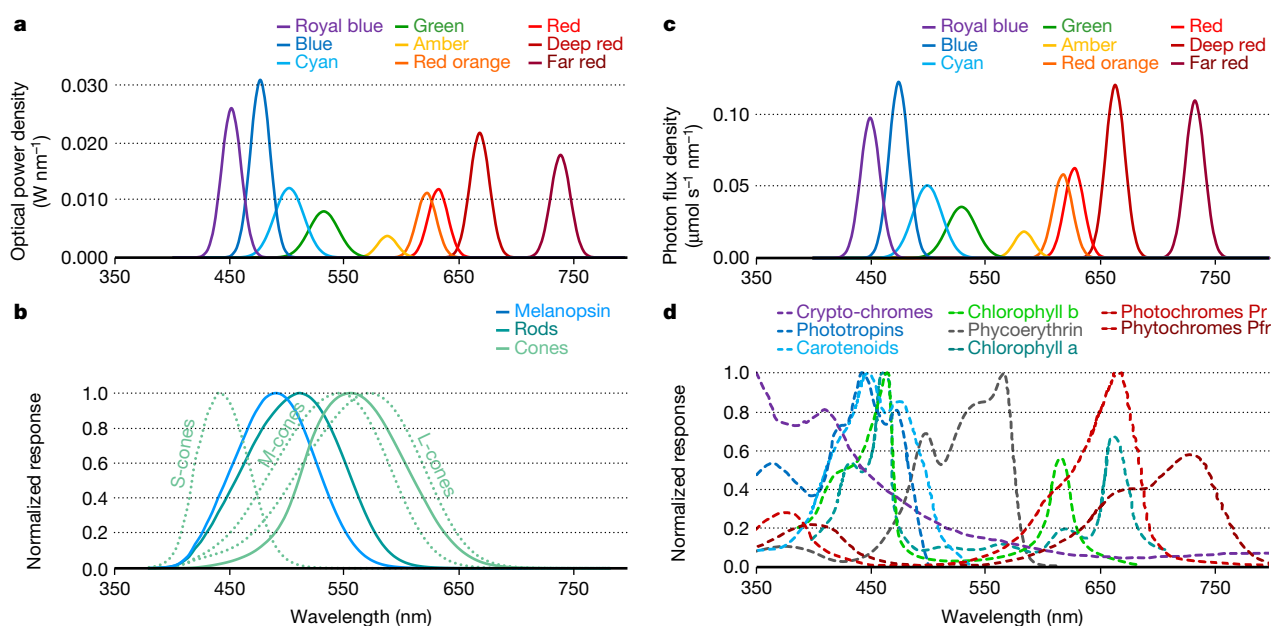 a
Royal blue
Green
Red
Blue
Amber
Deep red
Cyan
Red orange
Far red
Optical power density
(W nm–1)
0.030
0.020
0.010
0.000
350
450
550
650
750
c
Royal blue
Green
Red
Blue
Amber
Deep red
Cyan
Red orange
Far red
Photon flux density
(μmol s–1 nm–1)
0.10
0.05
0.00
350
450
550
650
750
b
Melanopsin
Rods
Cones
Normalized response
1.0
0.8
0.6
0.4
0.2
0.0
S-cones
M-cones
L-cones
350
450
550
650
750
Wavelength (nm)
d
Crypto-chromes
Chlorophyll b
Photochromes Pr
Phototropins
Phycoerythrin
Phytochromes Pfr
Carotenoids
Chlorophyll a
Normalized response
1.0
0.8
0.6
0.4
0.2
0.0
350
450
550
650
750
Wavelength (nm)